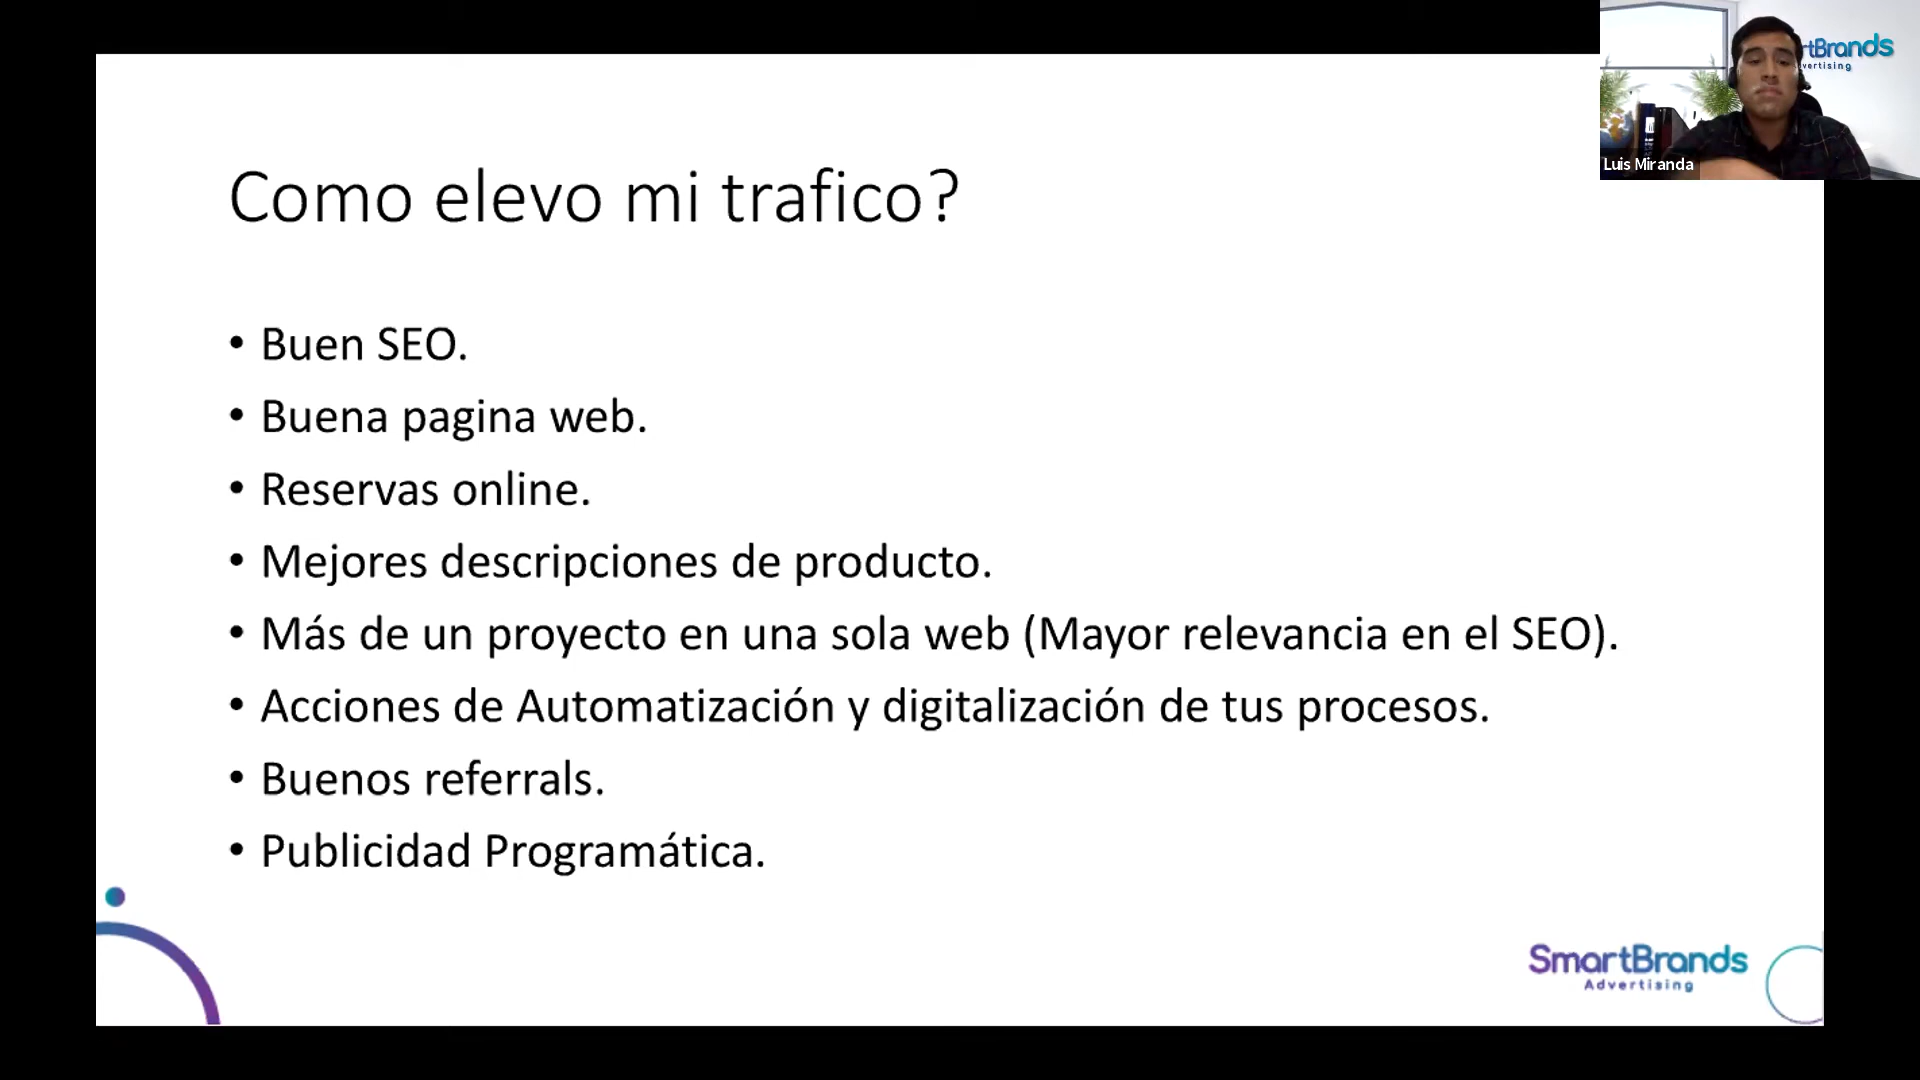 rtBrands
vertising
Luis Miranda
Como elevo mi trafico?
• Buen SEO.
• Buena pagina web.
• Reservas online.
• Mejores descripciones de producto.
• Más de un proyecto en una sola web (Mayor relevancia en el SEO).
• Acciones de Automatización y digitalización de tus procesos.
• Buenos referrals.
• Publicidad Programática.
SmartBrands
Advertising